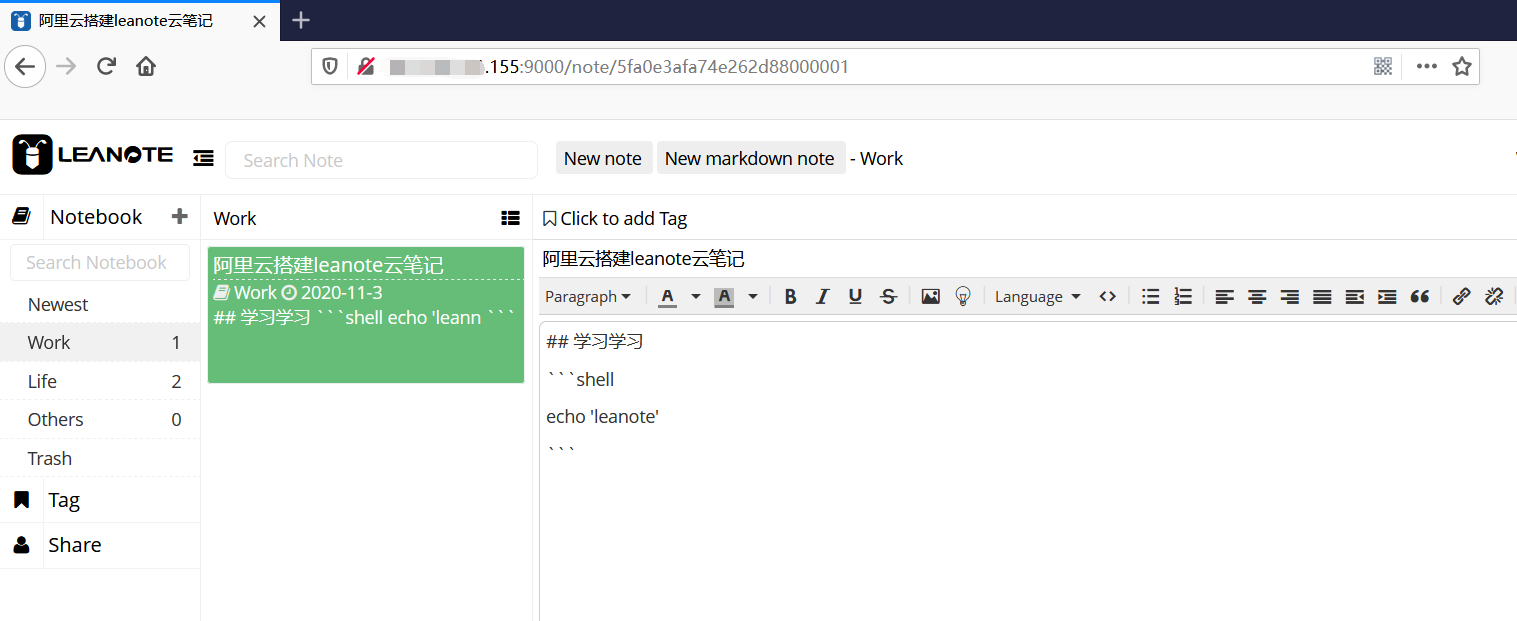 阿里云搭建leanote云笔记
.155:9000/note/5fa0e3afa74e262d88000001
LEANOTE
Search Note
New note New markdown note - Work
Notebook
Search Notebook
Newest
Work 1
Life 2
Others 0
Trash
Tag
Share
Work
阿里云搭建leanote云笔记
Work 2020-11-3
## 学习学习 ```shell echo 'leann ```
Click to add Tag
阿里云搭建leanote云笔记
Paragraph A A B I U S Language
## 学习学习
```shell
echo 'leanote'
```